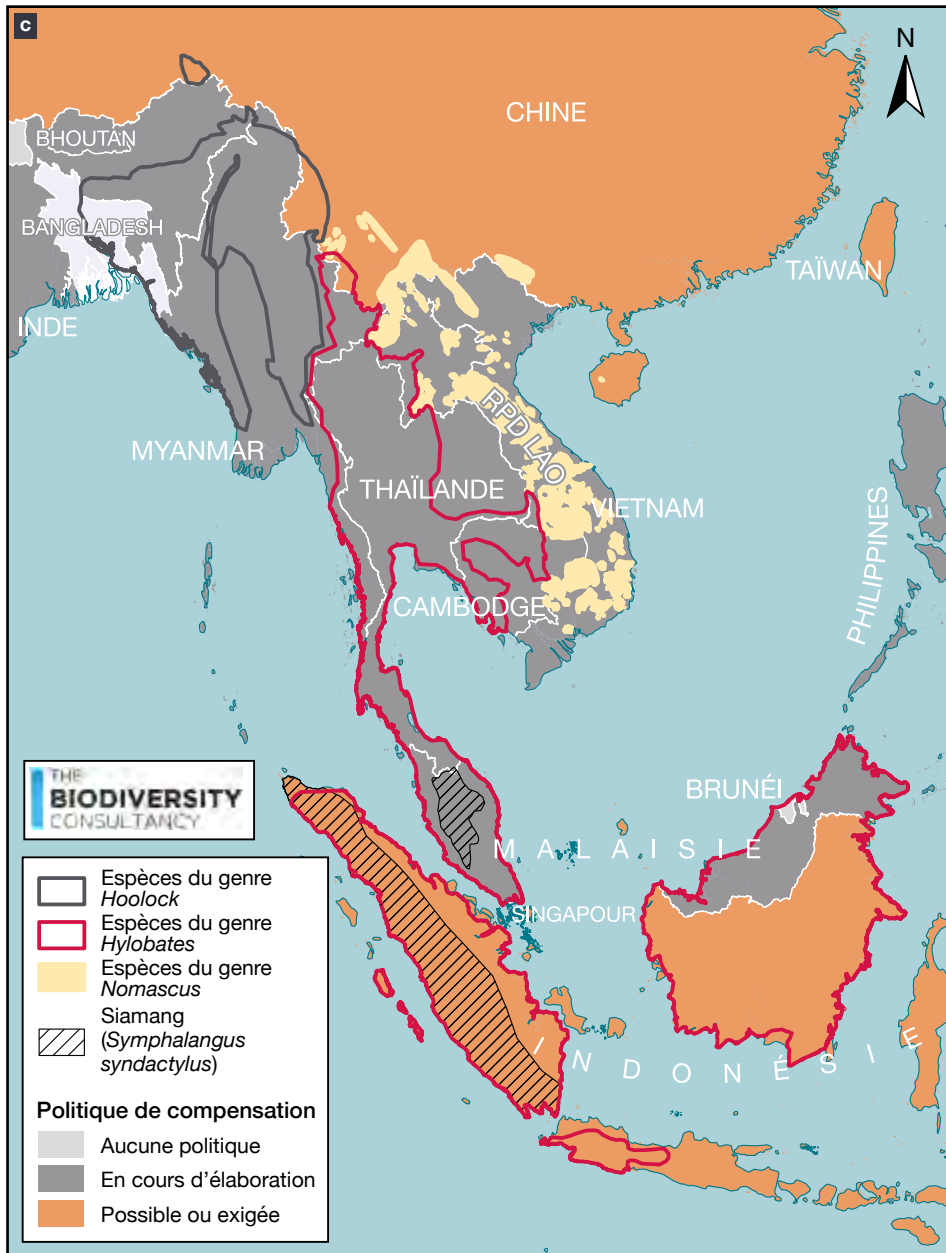 C
N
CHINE
BHOUTAN
BANGLADESH
TAÏWAN
INDE
RPD LAO
MYANMAR
THAÏLANDE
VIETNAM
PHILIPPINES
CAMBODGE
THE
BIODIVERSITY
CONSULTANCY
BRUNÉI
MALAISIE
SINGAPOUR
INDONÉSIE
Espèces du genre
Hoolock
Espèces du genre
Hylobates
Espèces du genre
Nomascus
Siamang
(Symphalangus
syndactylus)
Politique de compensation
Aucune politique
En cours d’élaboration
Possible ou exigée